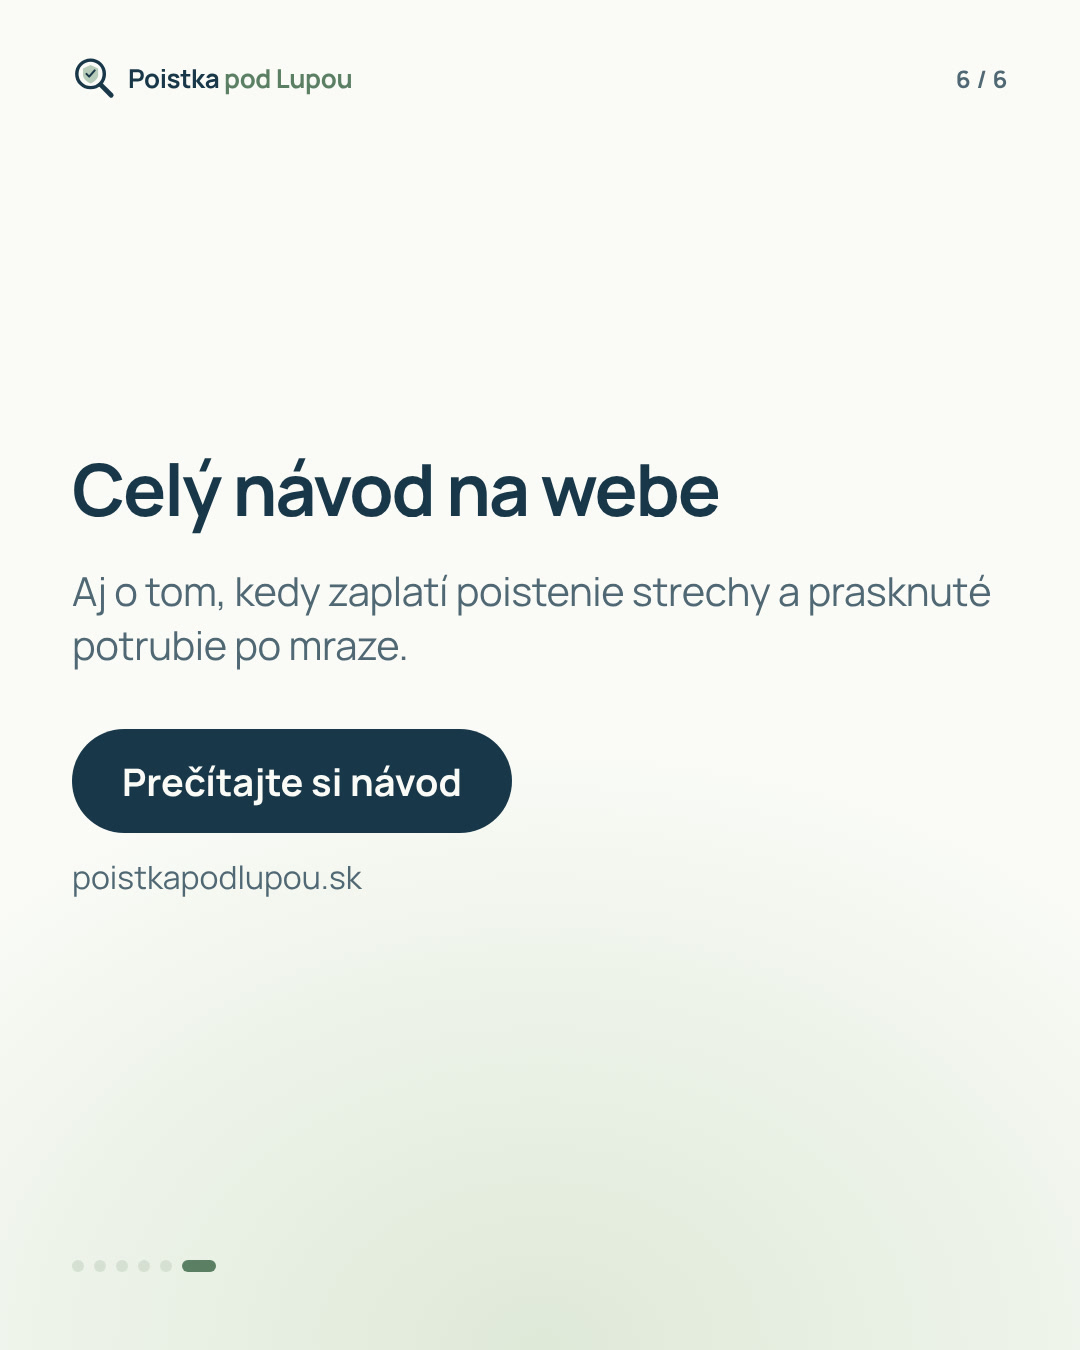 Poistka pod Lupou
6 / 6
Celý návod na webe
Aj o tom, kedy zaplatí poistenie strechy a prasknuté
potrubie po mraze.
Prečítajte si návod
poistkapodlupou.sk